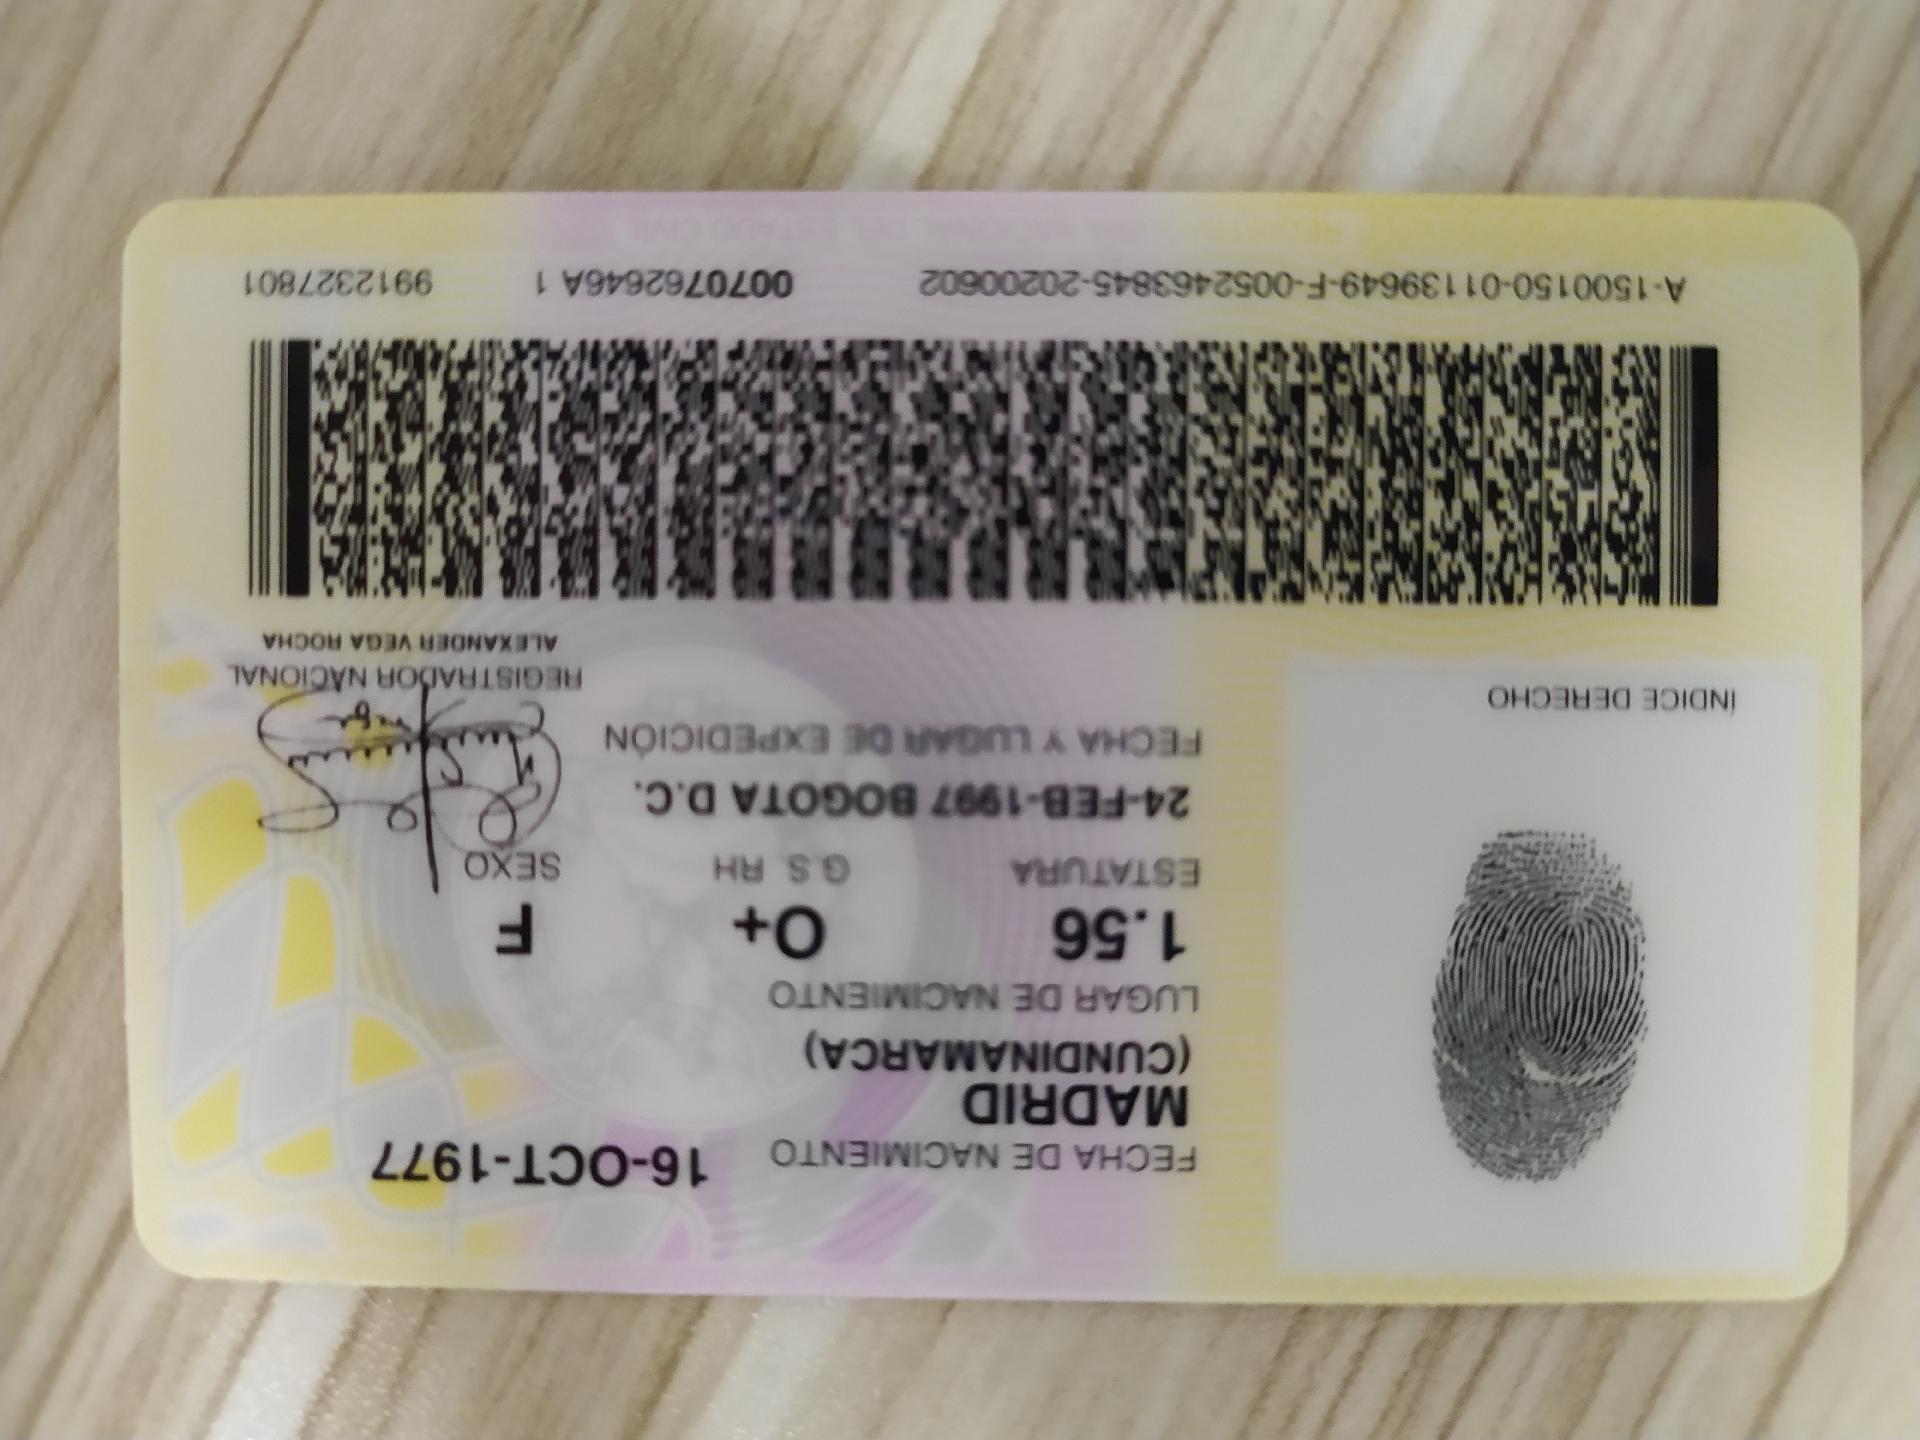 FECHA DE NACIMIENTO 16-OCT-1977
MADRID
(CUNDINAMARCA)
LUGAR DE NACIMIENTO
1.56 O+ F
ESTATURA G.S. RH SEXO
24-FEB-1997 BOGOTA D.C.
FECHA Y LUGAR DE EXPEDICIÓN
REGISTRADOR NACIONAL
ALEXANDER VEGA ROCHA
ÍNDICE DERECHO
A-1500150-01139649-F-0052463845-20200602 0070762646A 1 9912327801